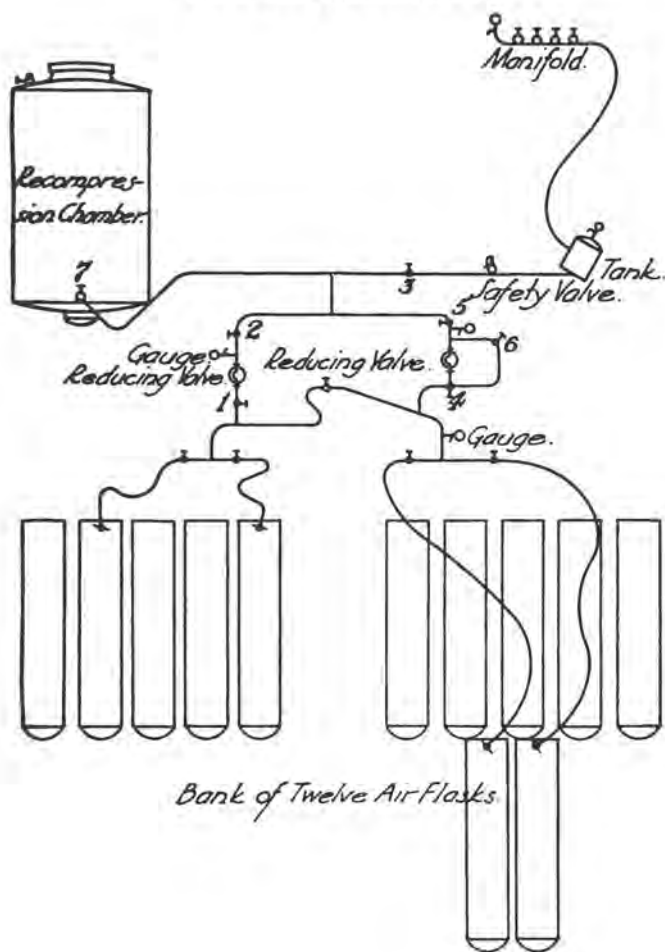 Manifold.
Recompres-
sion Chamber.
7
3
Safety Valve.
Tank.
2
5
Gauge
Reducing Valve.
Reducing Valve.
6
1
4
Gauge.
Bank of Twelve Air Flasks.